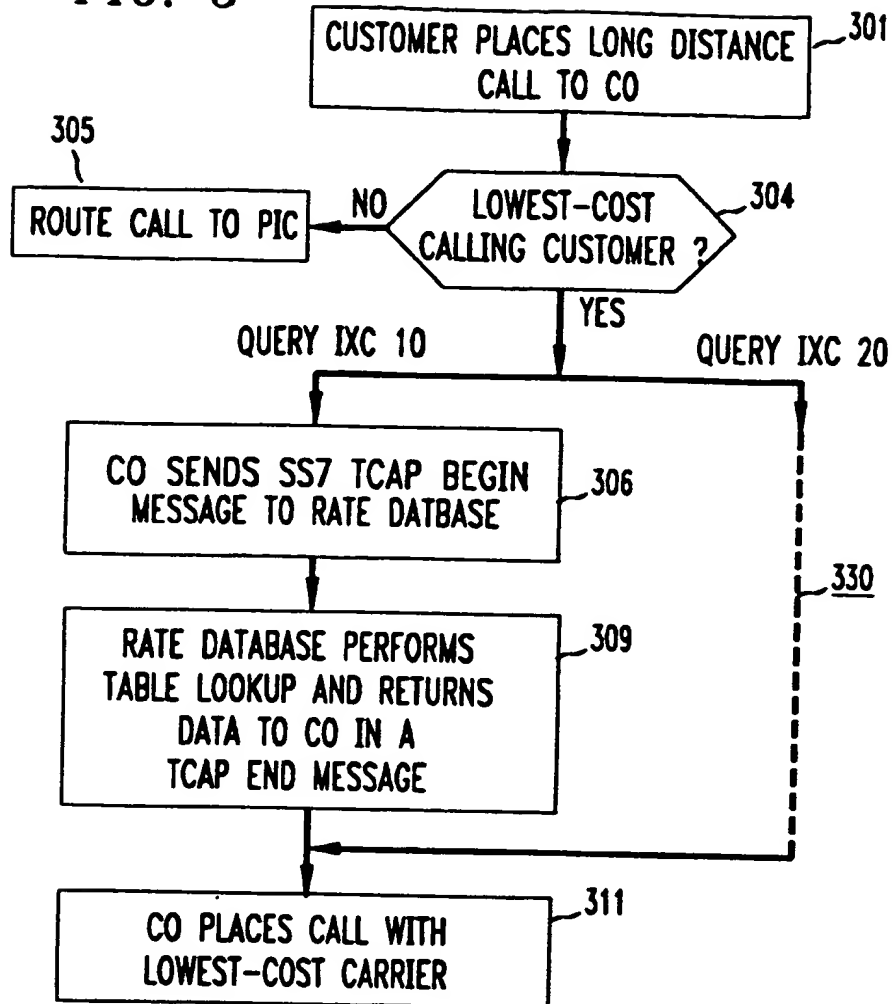 CUSTOMER PLACES LONG DISTANCE
CALL TO CO
301
305
ROUTE CALL TO PIC
NO
LOWEST-COST
CALLING CUSTOMER ?
304
YES
QUERY IXC 10
QUERY IXC 20
CO SENDS SS7 TCAP BEGIN
MESSAGE TO RATE DATBASE
306
330
RATE DATABASE PERFORMS
TABLE LOOKUP AND RETURNS
DATA TO CO IN A
TCAP END MESSAGE
309
CO PLACES CALL WITH
LOWEST-COST CARRIER
311